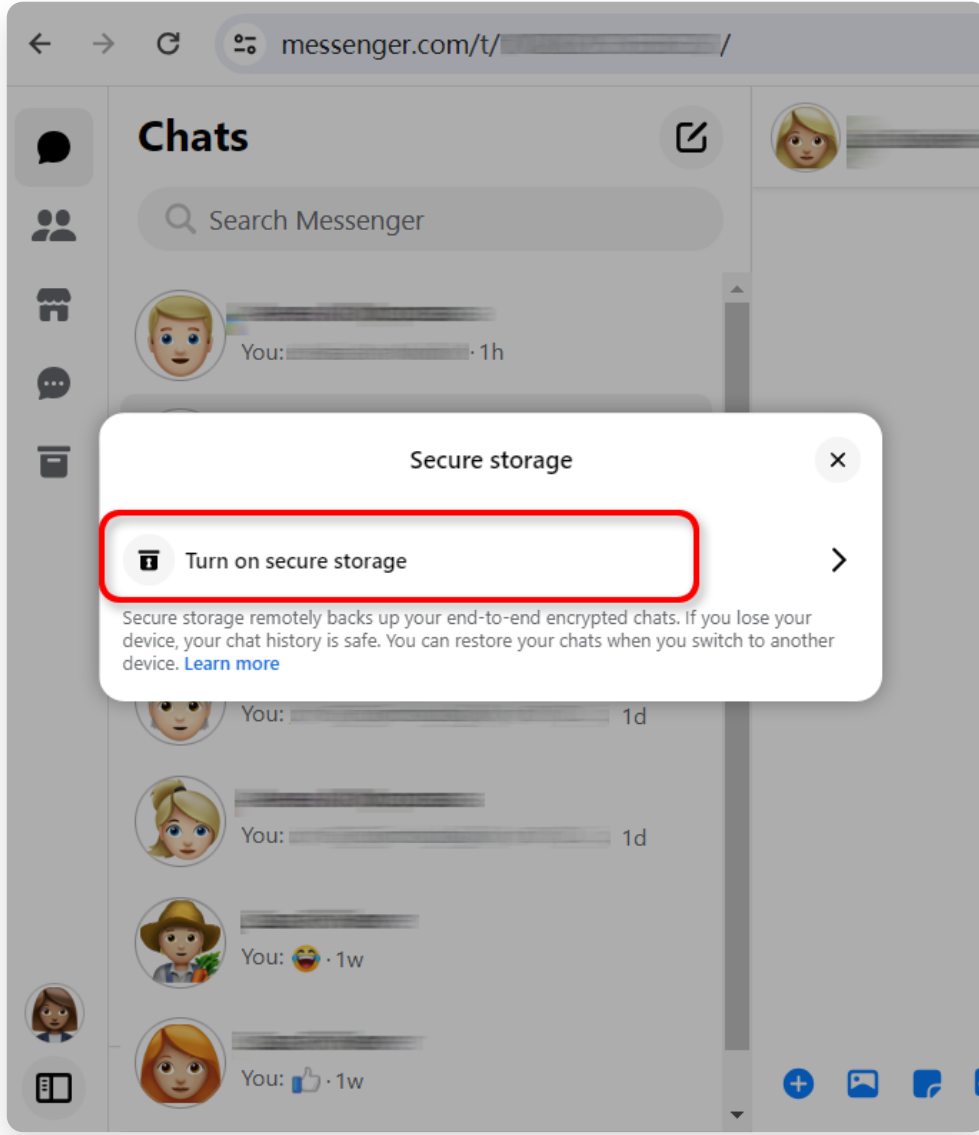 messenger.com/t/ /
Chats
Search Messenger
You: · 1h
Secure storage
Turn on secure storage
Secure storage remotely backs up your end-to-end encrypted chats. If you lose your
device, your chat history is safe. You can restore your chats when you switch to another
device. Learn more
You: 1d
You: 1d
You: 😂 · 1w
You: 👍 · 1w